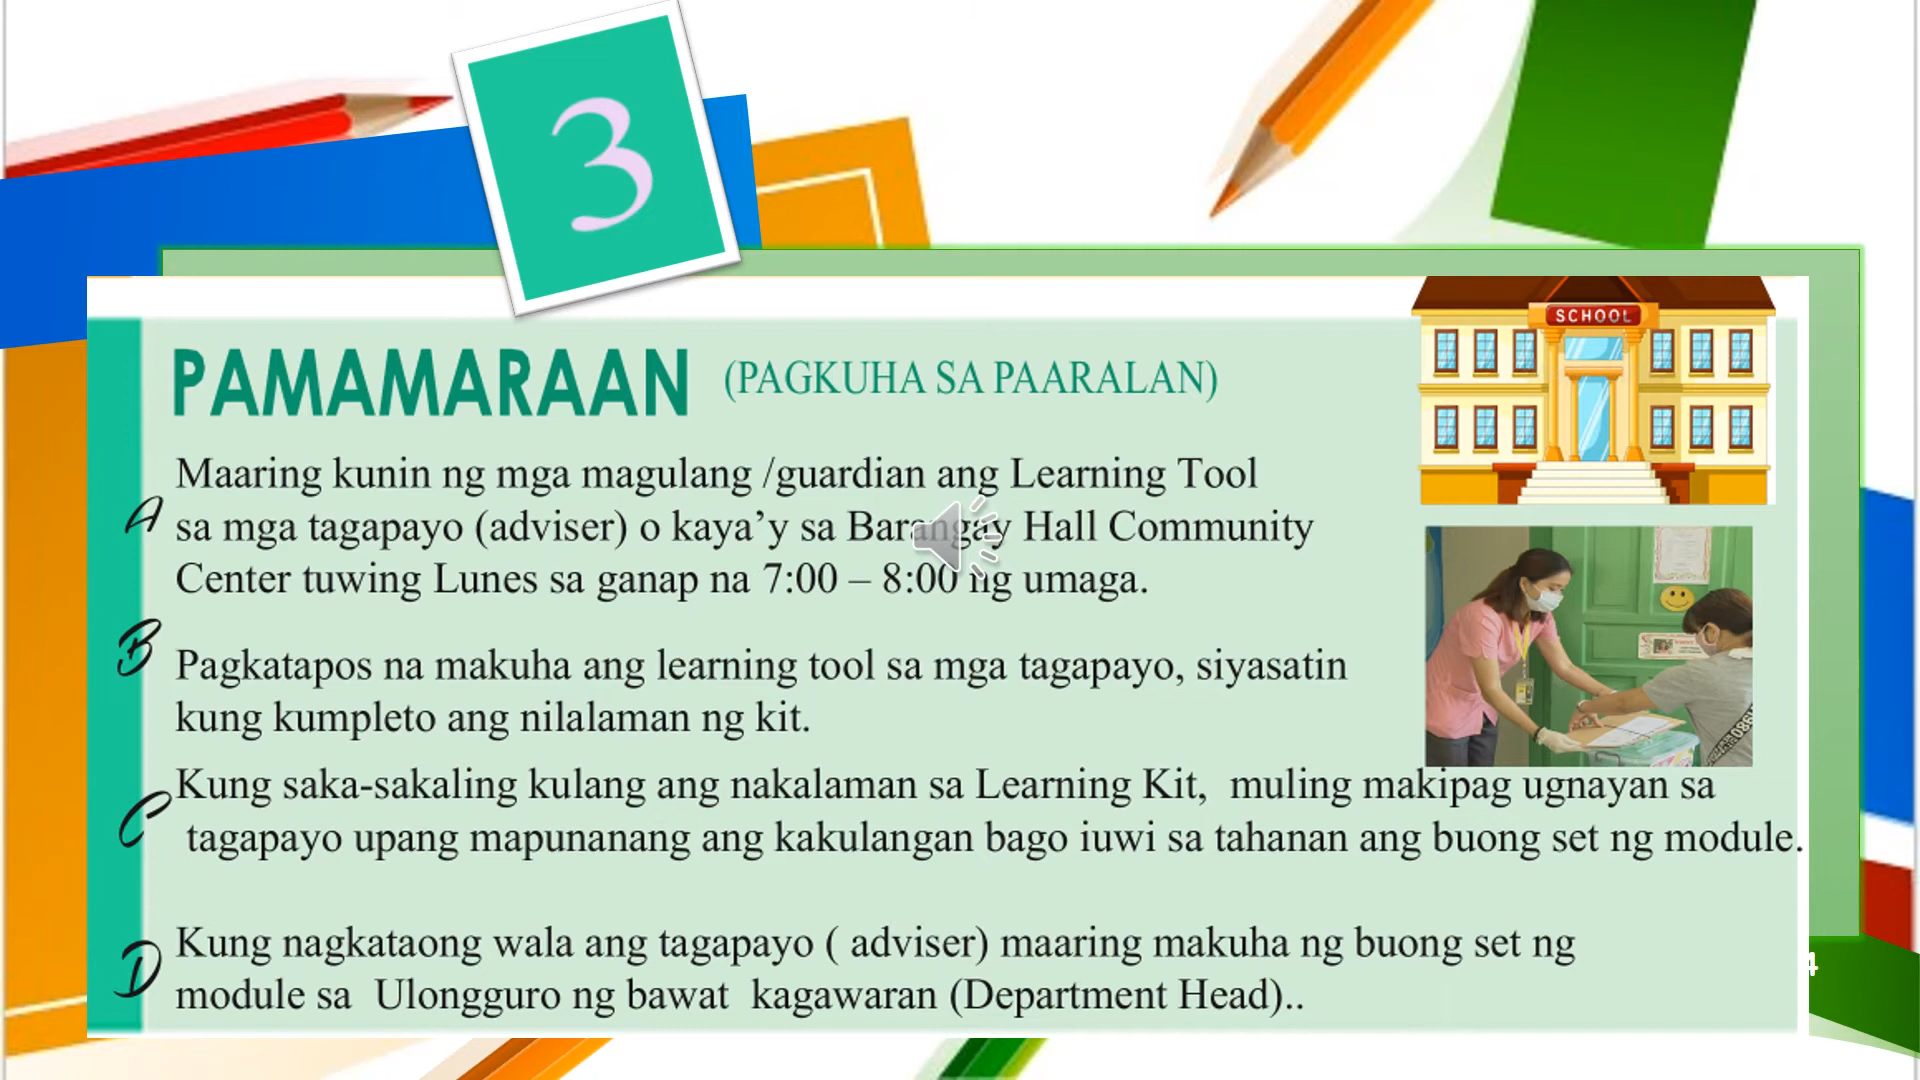 3
SCHOOL
PAMAMARAAN (PAGKUHA SA PAARALAN)
Maaring kunin ng mga magulang /guardian ang Learning Tool
A sa mga tagapayo (adviser) o kaya’y sa Barangay Hall Community
Center tuwing Lunes sa ganap na 7:00 – 8:00 ng umaga.
B Pagkatapos na makuha ang learning tool sa mga tagapayo, siyasatin
kung kumpleto ang nilalaman ng kit.
Kung saka-sakaling kulang ang nakalaman sa Learning Kit, muling makipag ugnayan sa
C tagapayo upang mapunanang ang kakulangan bago iuwi sa tahanan ang buong set ng module.
D Kung nagkataong wala ang tagapayo ( adviser) maaring makuha ng buong set ng
module sa Ulongguro ng bawat kagawaran (Department Head)..
4